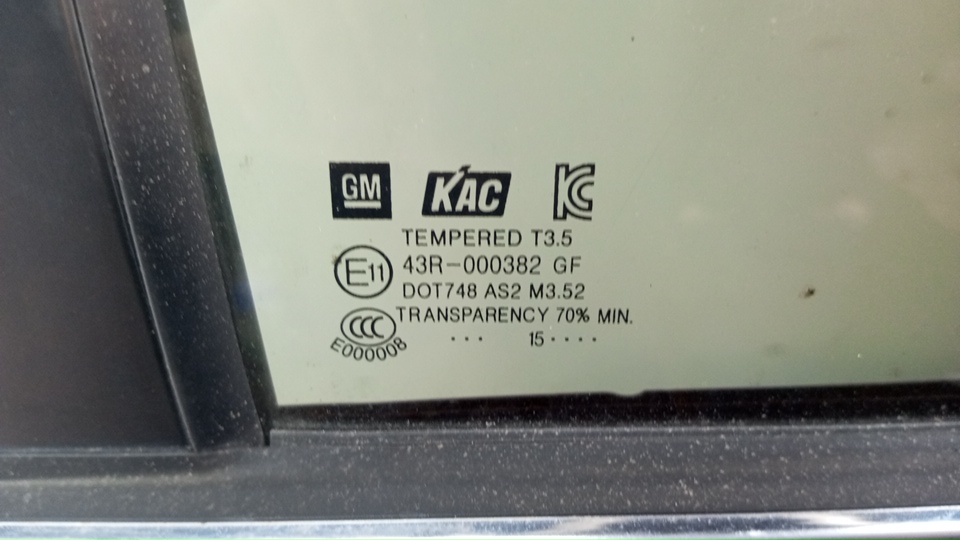 GM KAC KC
TEMPERED T3.5
E11 43R-000382 GF
DOT748 AS2 M3.52
CCC TRANSPARENCY 70% MIN.
E000008 ··· 15····